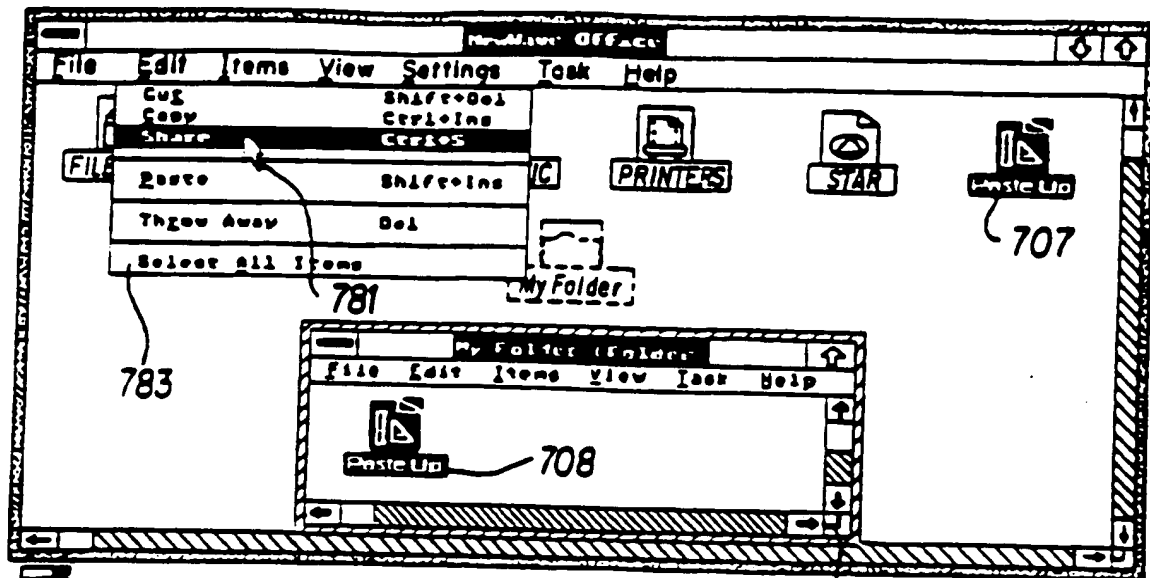 NewWave Office
File Edit Items View Settings Task Help
Cut Shift+Del
Copy Ctrl+Ins
Share Ctrl+S
Paste Shift+Ins
Throw Away Del
Select All Items
FILE IC PRINTERS STAR Paste Up
707
My Folder
781
783
My Folder (Folder
File Edit Items View Task Help
Paste Up
708